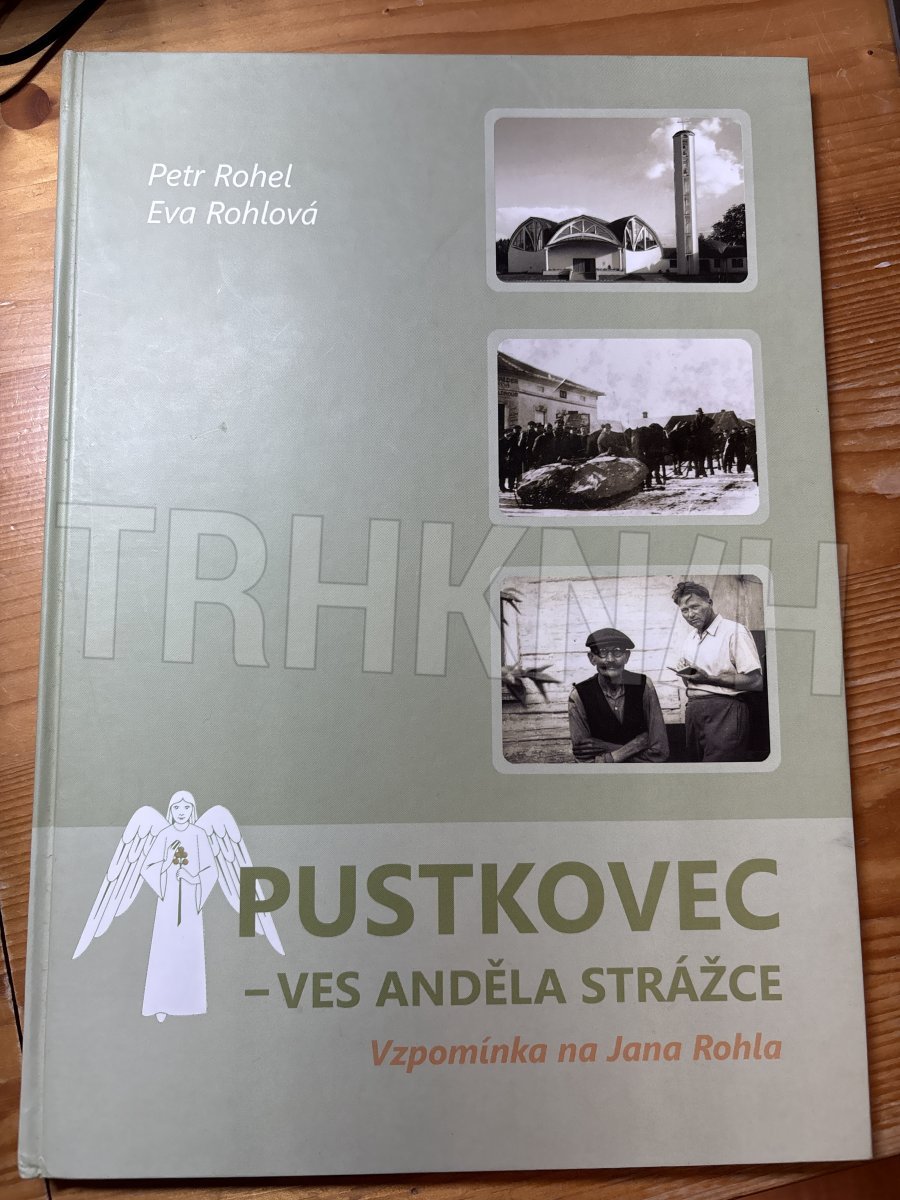 Petr Rohel
Eva Rohlová
TRHKNIH
PUSTKOVEC
– VES ANDĚLA STRÁŽCE
Vzpomínka na Jana Rohla